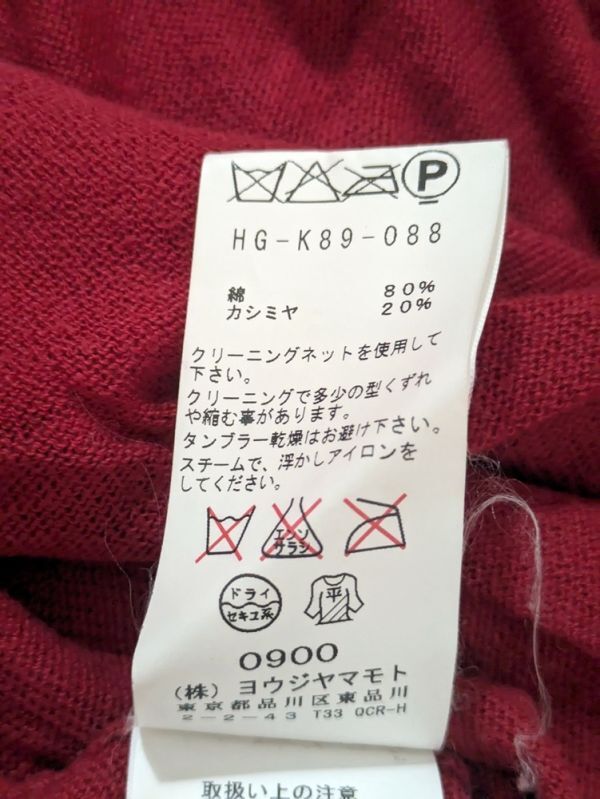 P
HG-K89-088
綿 80%
カシミヤ 20%
クリーニングネットを使用して
下さい。
クリーニングで多少の型くずれ
や縮む事があります。
タンブラー乾燥はお避け下さい。
スチームで、浮かしアイロンを
してください。
エンソ
サラシ
ドライ
セキユ系
平
0900
(株)ヨウジヤマモト
東京都品川区東品川
2-2-43 T33 QCR-H
取扱い上の注意